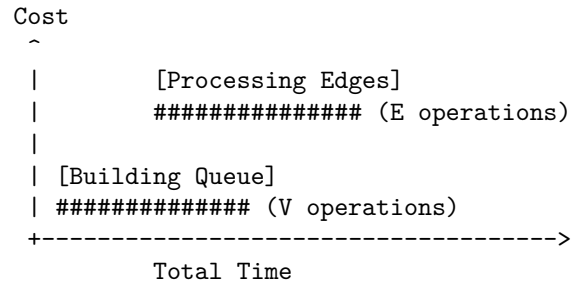 Cost
^
| [Processing Edges]
| ############### (E operations)
|
| [Building Queue]
| ############## (V operations)
+------------------------------------->
Total Time